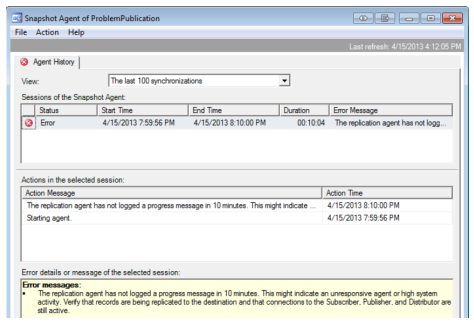 Snapshot Agent of ProblemPublication
File Action Help
Last refresh: 4/15/2013 4:12:05 PM
Agent History
View: The last 100 synchronizations
Sessions of the Snapshot Agent:
Status Start Time End Time Duration Error Message
Error 4/15/2013 7:59:56 PM 4/15/2013 8:10:00 PM 00:10:04 The replication agent has not logg...
Actions in the selected session:
Action Message Action Time
The replication agent has not logged a progress message in 10 minutes. This might indicate ... 4/15/2013 8:10:00 PM
Starting agent. 4/15/2013 7:59:56 PM
Error details or message of the selected session:
Error messages:
• The replication agent has not logged a progress message in 10 minutes. This might indicate an unresponsive agent or high system
activity. Verify that records are being replicated to the destination and that connections to the Subscriber, Publisher, and Distributor are
still active.